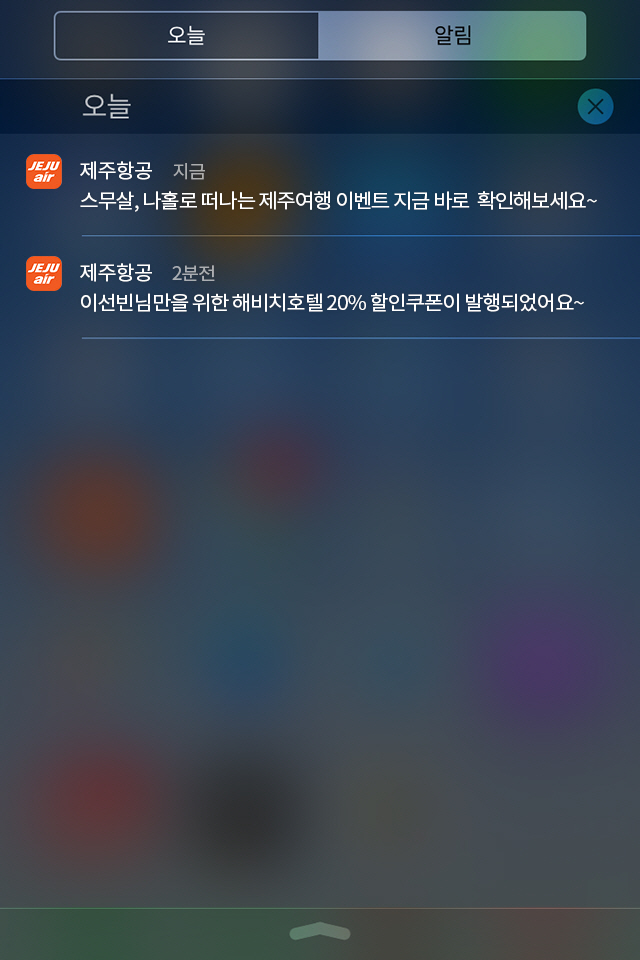 오늘 알림
오늘
JEJU air 제주항공 지금
스무살, 나홀로 떠나는 제주여행 이벤트 지금 바로 확인해보세요~
JEJU air 제주항공 2분전
이선빈님만을 위한 해비치호텔 20% 할인쿠폰이 발행되었어요~